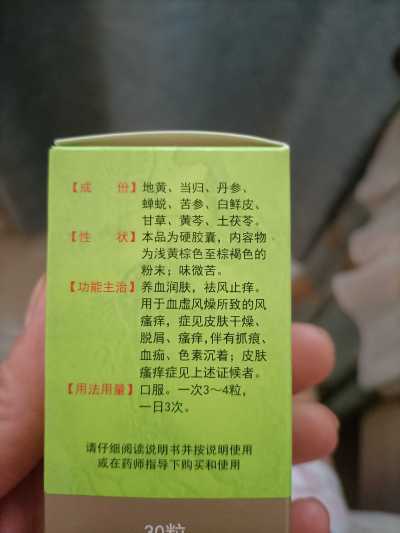 【成 份】地黄、当归、丹参、
蝉蜕、苦参、白鲜皮、
甘草、黄芩、土茯苓。
【性 状】本品为硬胶囊，内容物
为浅黄棕色至棕褐色的
粉末；味微苦。
【功能主治】养血润肤，祛风止痒。
用于血虚风燥所致的风
瘙痒，症见皮肤干燥、
脱屑、瘙痒,伴有抓痕、
血痂、色素沉着；皮肤
瘙痒症见上述证候者。
【用法用量】口服。一次3～4粒，
一日3次。
请仔细阅读说明书并按说明使用
或在药师指导下购买和使用
30粒